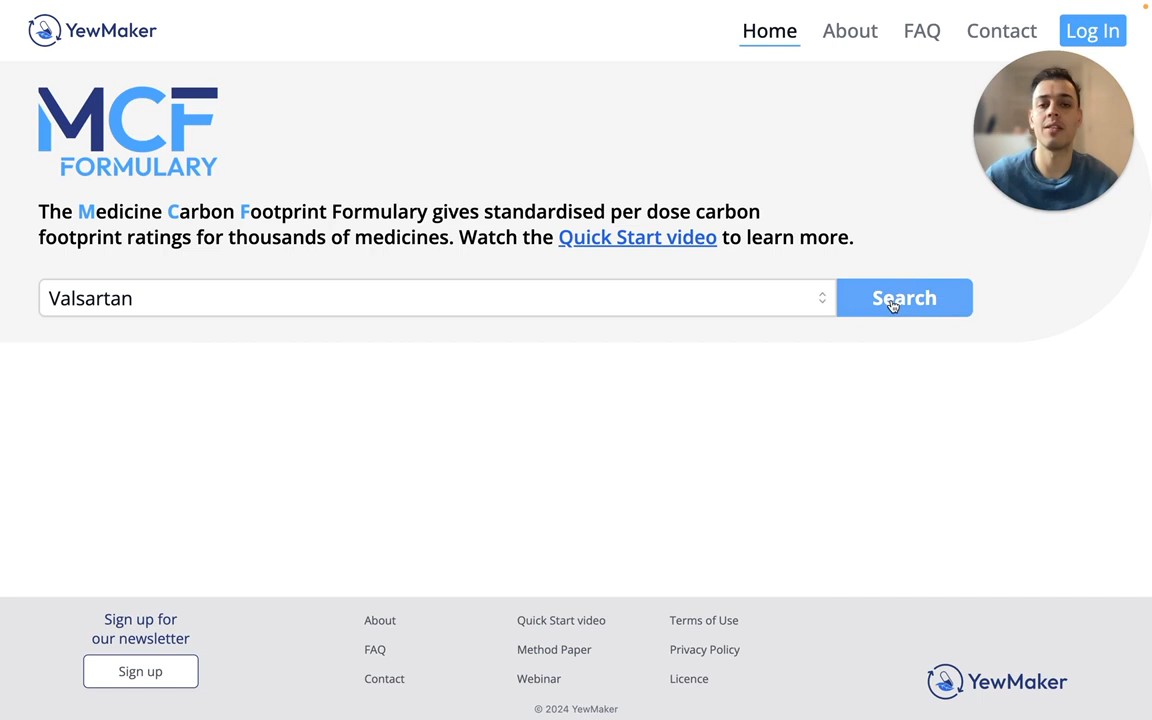 YewMaker
Home
About
FAQ
Contact
Log In
MCF
FORMULARY
The Medicine Carbon Footprint Formulary gives standardised per dose carbon
footprint ratings for thousands of medicines. Watch the Quick Start video to learn more.
Valsartan
Search
Sign up for
our newsletter
Sign up
About
FAQ
Contact
Quick Start video
Method Paper
Webinar
Terms of Use
Privacy Policy
Licence
YewMaker
© 2024 YewMaker